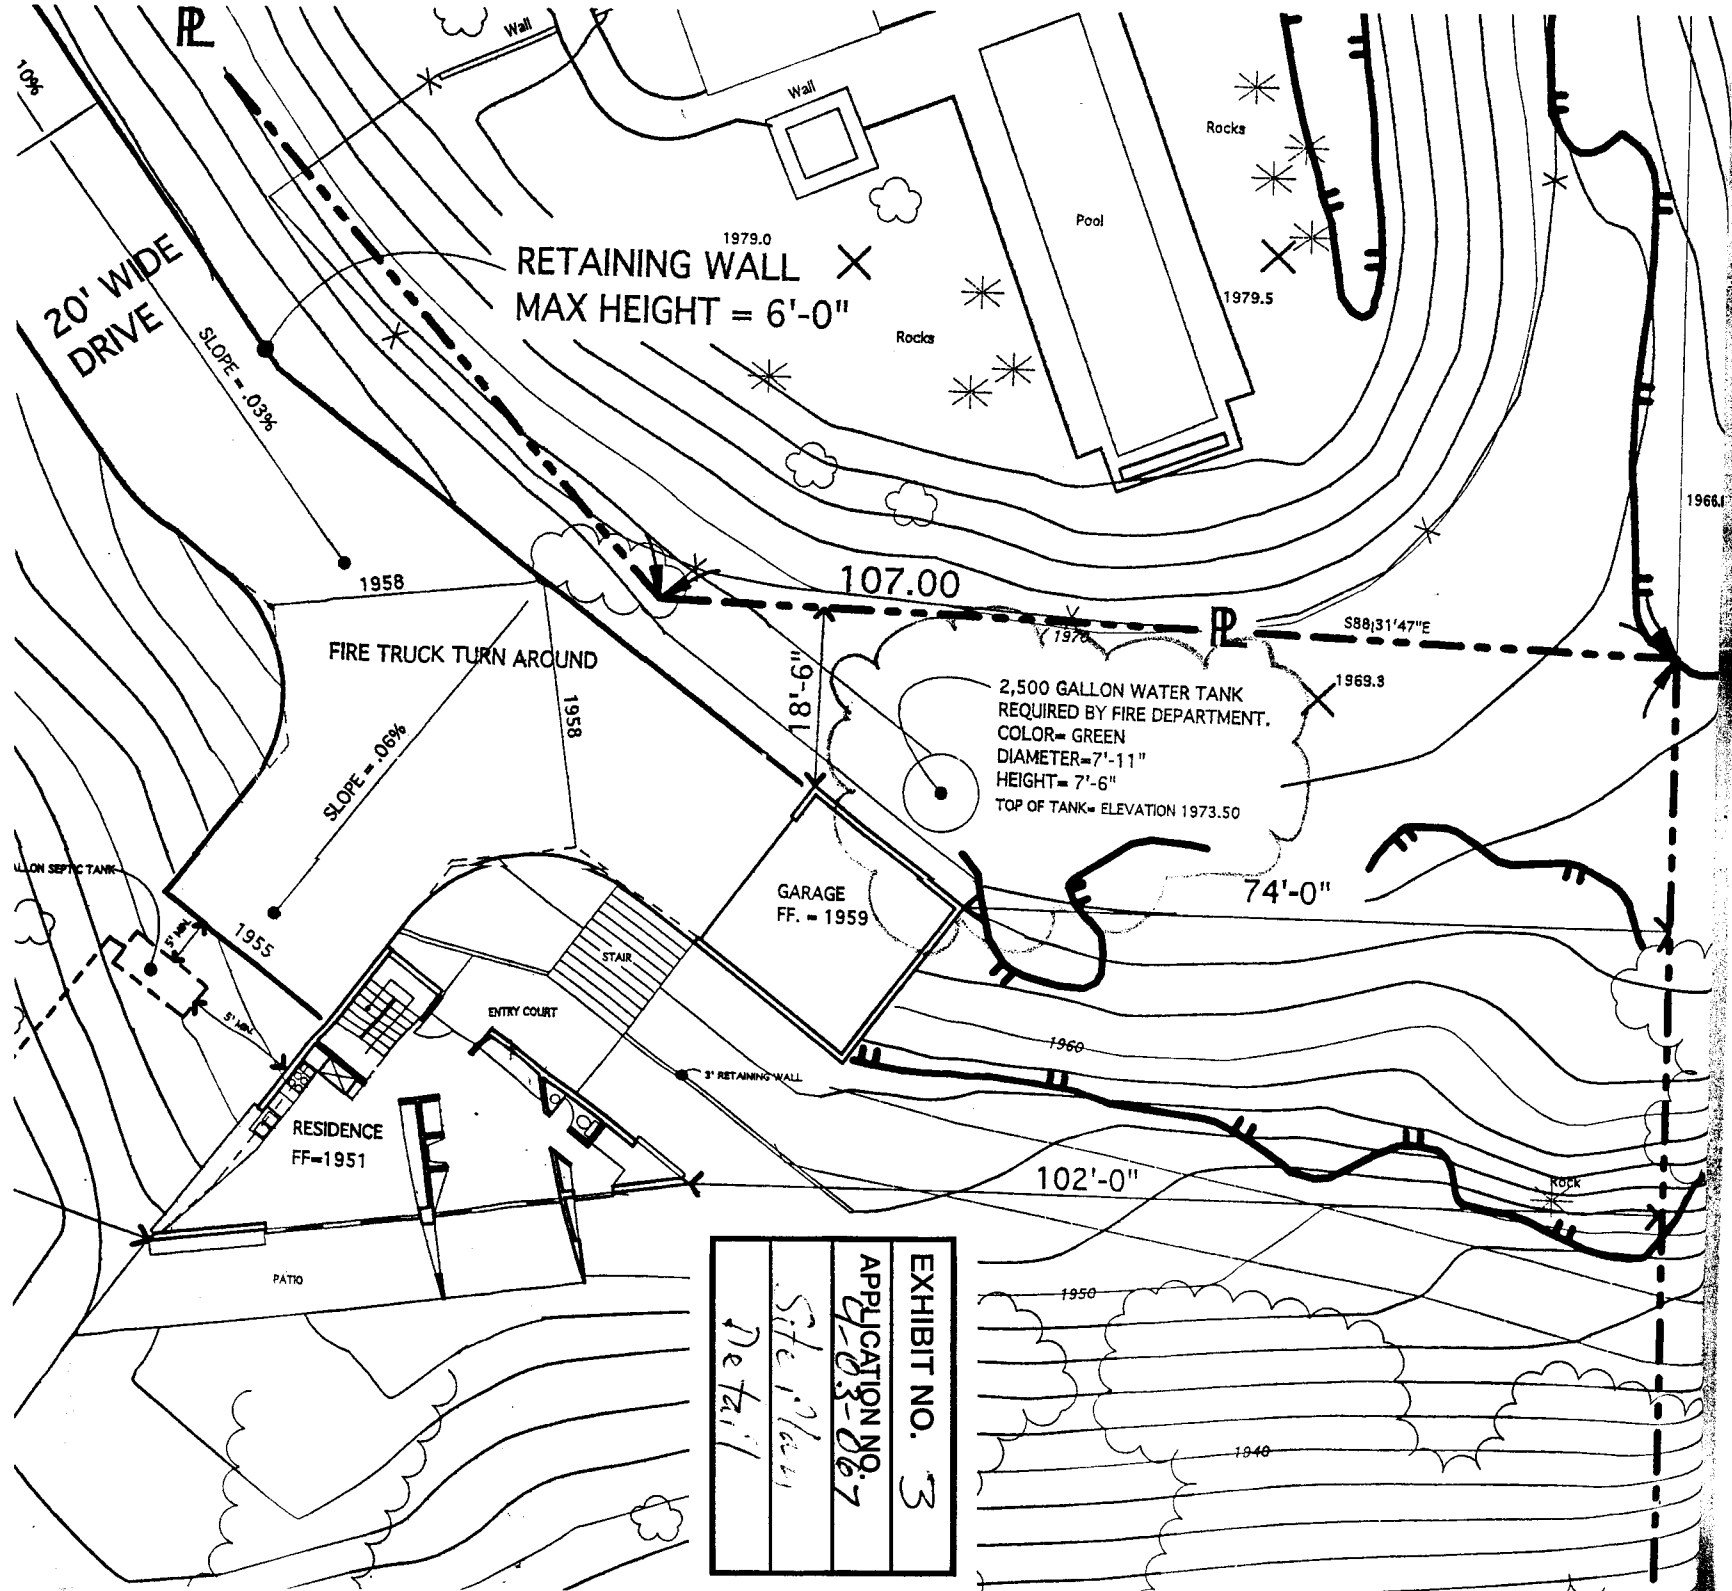 PL
Wall
10%
Wall
Rocks
Pool
1979.0
RETAINING WALL
MAX HEIGHT = 6'-0"
20' WIDE
DRIVE
1979.5
SLOPE = .03%
Rocks
1958
107.00
PL
1970
S88;31'47"E
FIRE TRUCK TURN AROUND
18'-6"
1958
2,500 GALLON WATER TANK
REQUIRED BY FIRE DEPARTMENT.
COLOR= GREEN
DIAMETER=7'-11"
HEIGHT= 7'-6"
TOP OF TANK= ELEVATION 1973.50
1969.3
SLOPE = .06%
LLON SEPTIC TANK
GARAGE
FF. = 1959
74'-0"
1955
5' MIN.
STAIR
5' MIN.
ENTRY COURT
1960
3' RETAINING WALL
RESIDENCE
FF=1951
102'-0"
ROCK
PATIO
1950
1940
EXHIBIT NO. 3
APPLICATION NO.
4-03-067
Site Plan
Detail